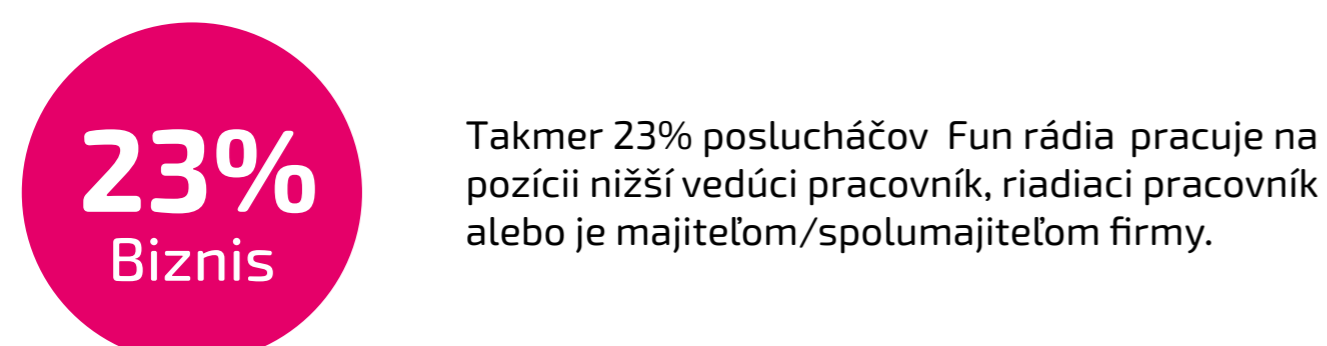 23%
Biznis
Takmer 23% poslucháčov Fun rádia pracuje na
pozícii nižší vedúci pracovník, riadiaci pracovník
alebo je majiteľom/spolumajiteľom firmy.